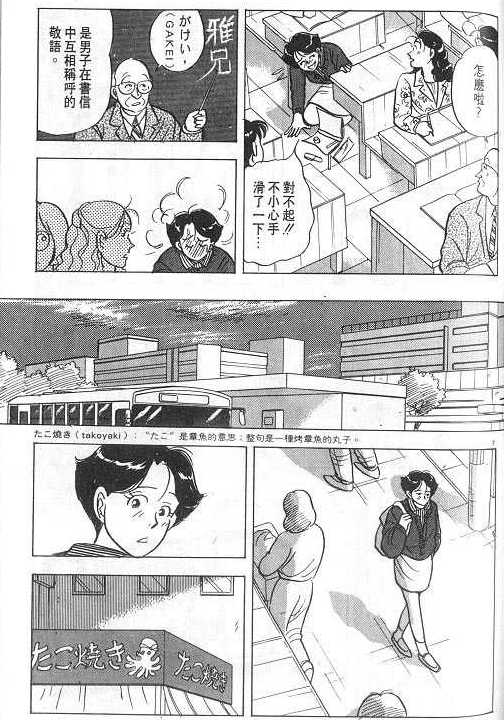 怎麼啦?
對不起!!
不小心手
滑了一下⋯
雅兄
がけい,
(GAKEI)
是男子在書信
中互相稱呼的
敬語。
たこ燒き(takoyaki):“たこ”是章魚的意思;整句是一種烤章魚的丸子。
7
たこ焼き
たこ焼き